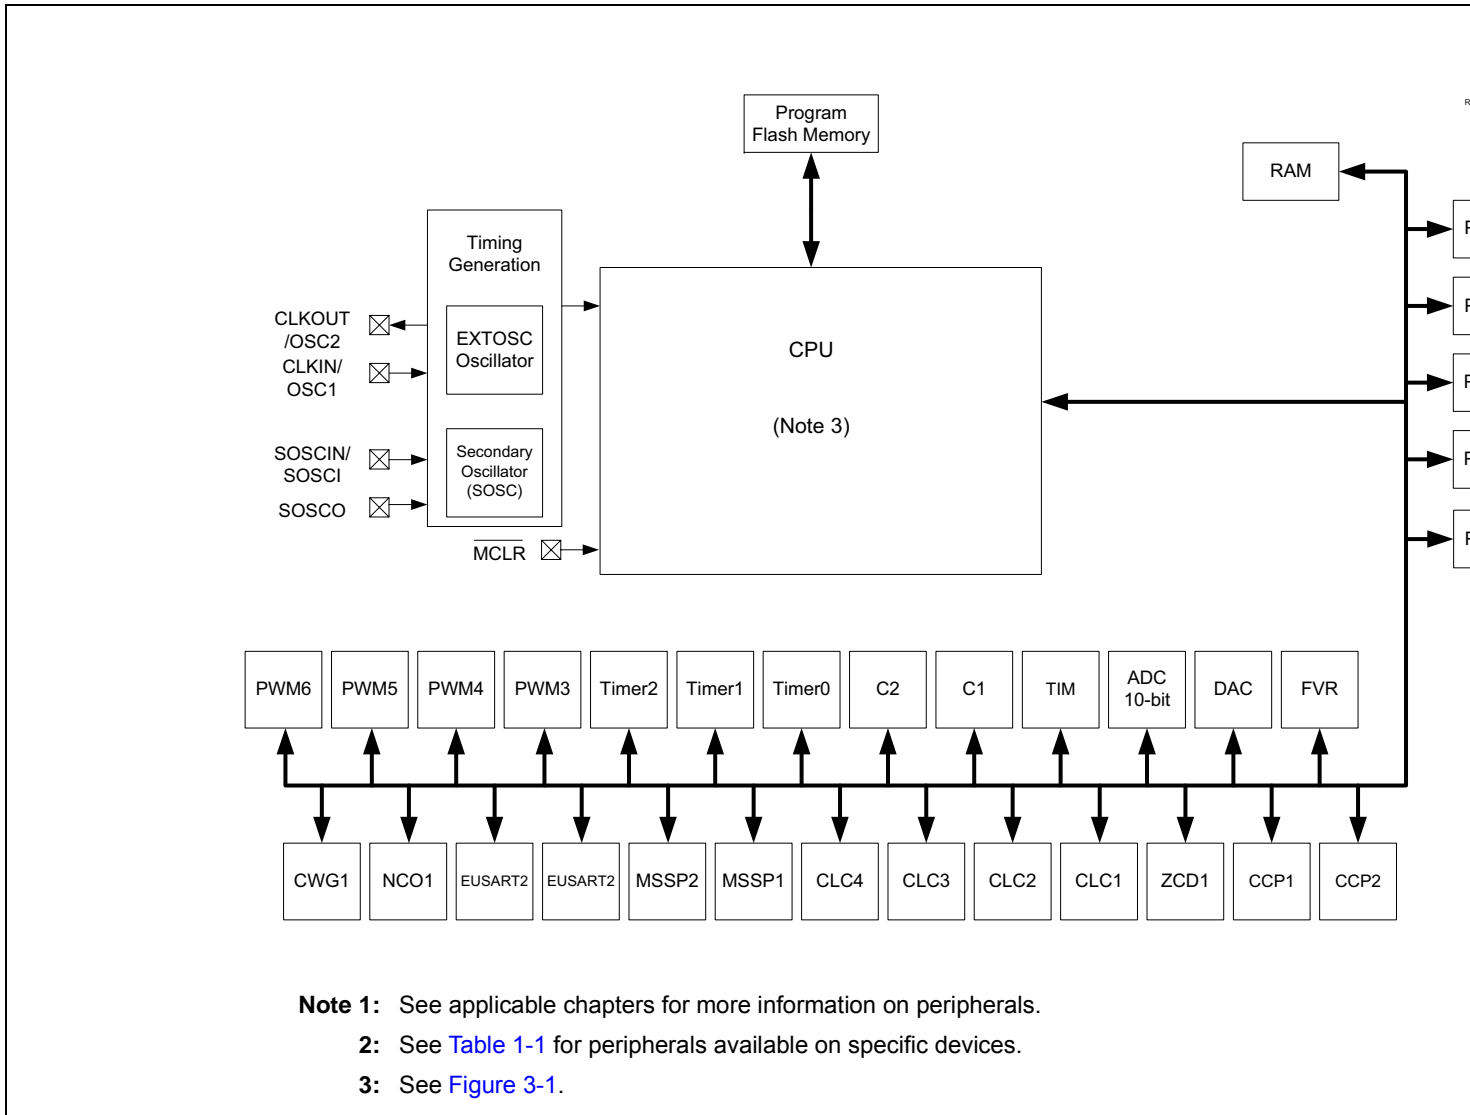 Program
Flash Memory
RAM
Timing
Generation
CLKOUT
/OSC2
CLKIN/
OSC1
EXTOSC
Oscillator
CPU
(Note 3)
SOSCIN/
SOSCI
SOSCO
Secondary
Oscillator
(SOSC)
MCLR
PWM6 PWM5 PWM4 PWM3 Timer2 Timer1 Timer0 C2 C1 TIM ADC 10-bit DAC FVR
CWG1 NCO1 EUSART2 EUSART2 MSSP2 MSSP1 CLC4 CLC3 CLC2 CLC1 ZCD1 CCP1 CCP2
Note 1: See applicable chapters for more information on peripherals.
2: See Table 1-1 for peripherals available on specific devices.
3: See Figure 3-1.